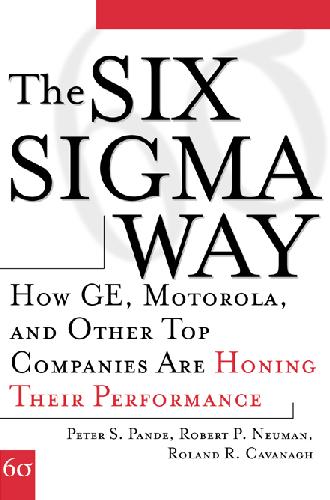 The SIX
SIGMA
WAY
HOW GE, MOTOROLA,
AND OTHER TOP
COMPANIES ARE HONING
THEIR PERFORMANCE
PETER S. PANDE, ROBERT P. NEUMAN,
ROLAND R. CAVANAGH
6σ